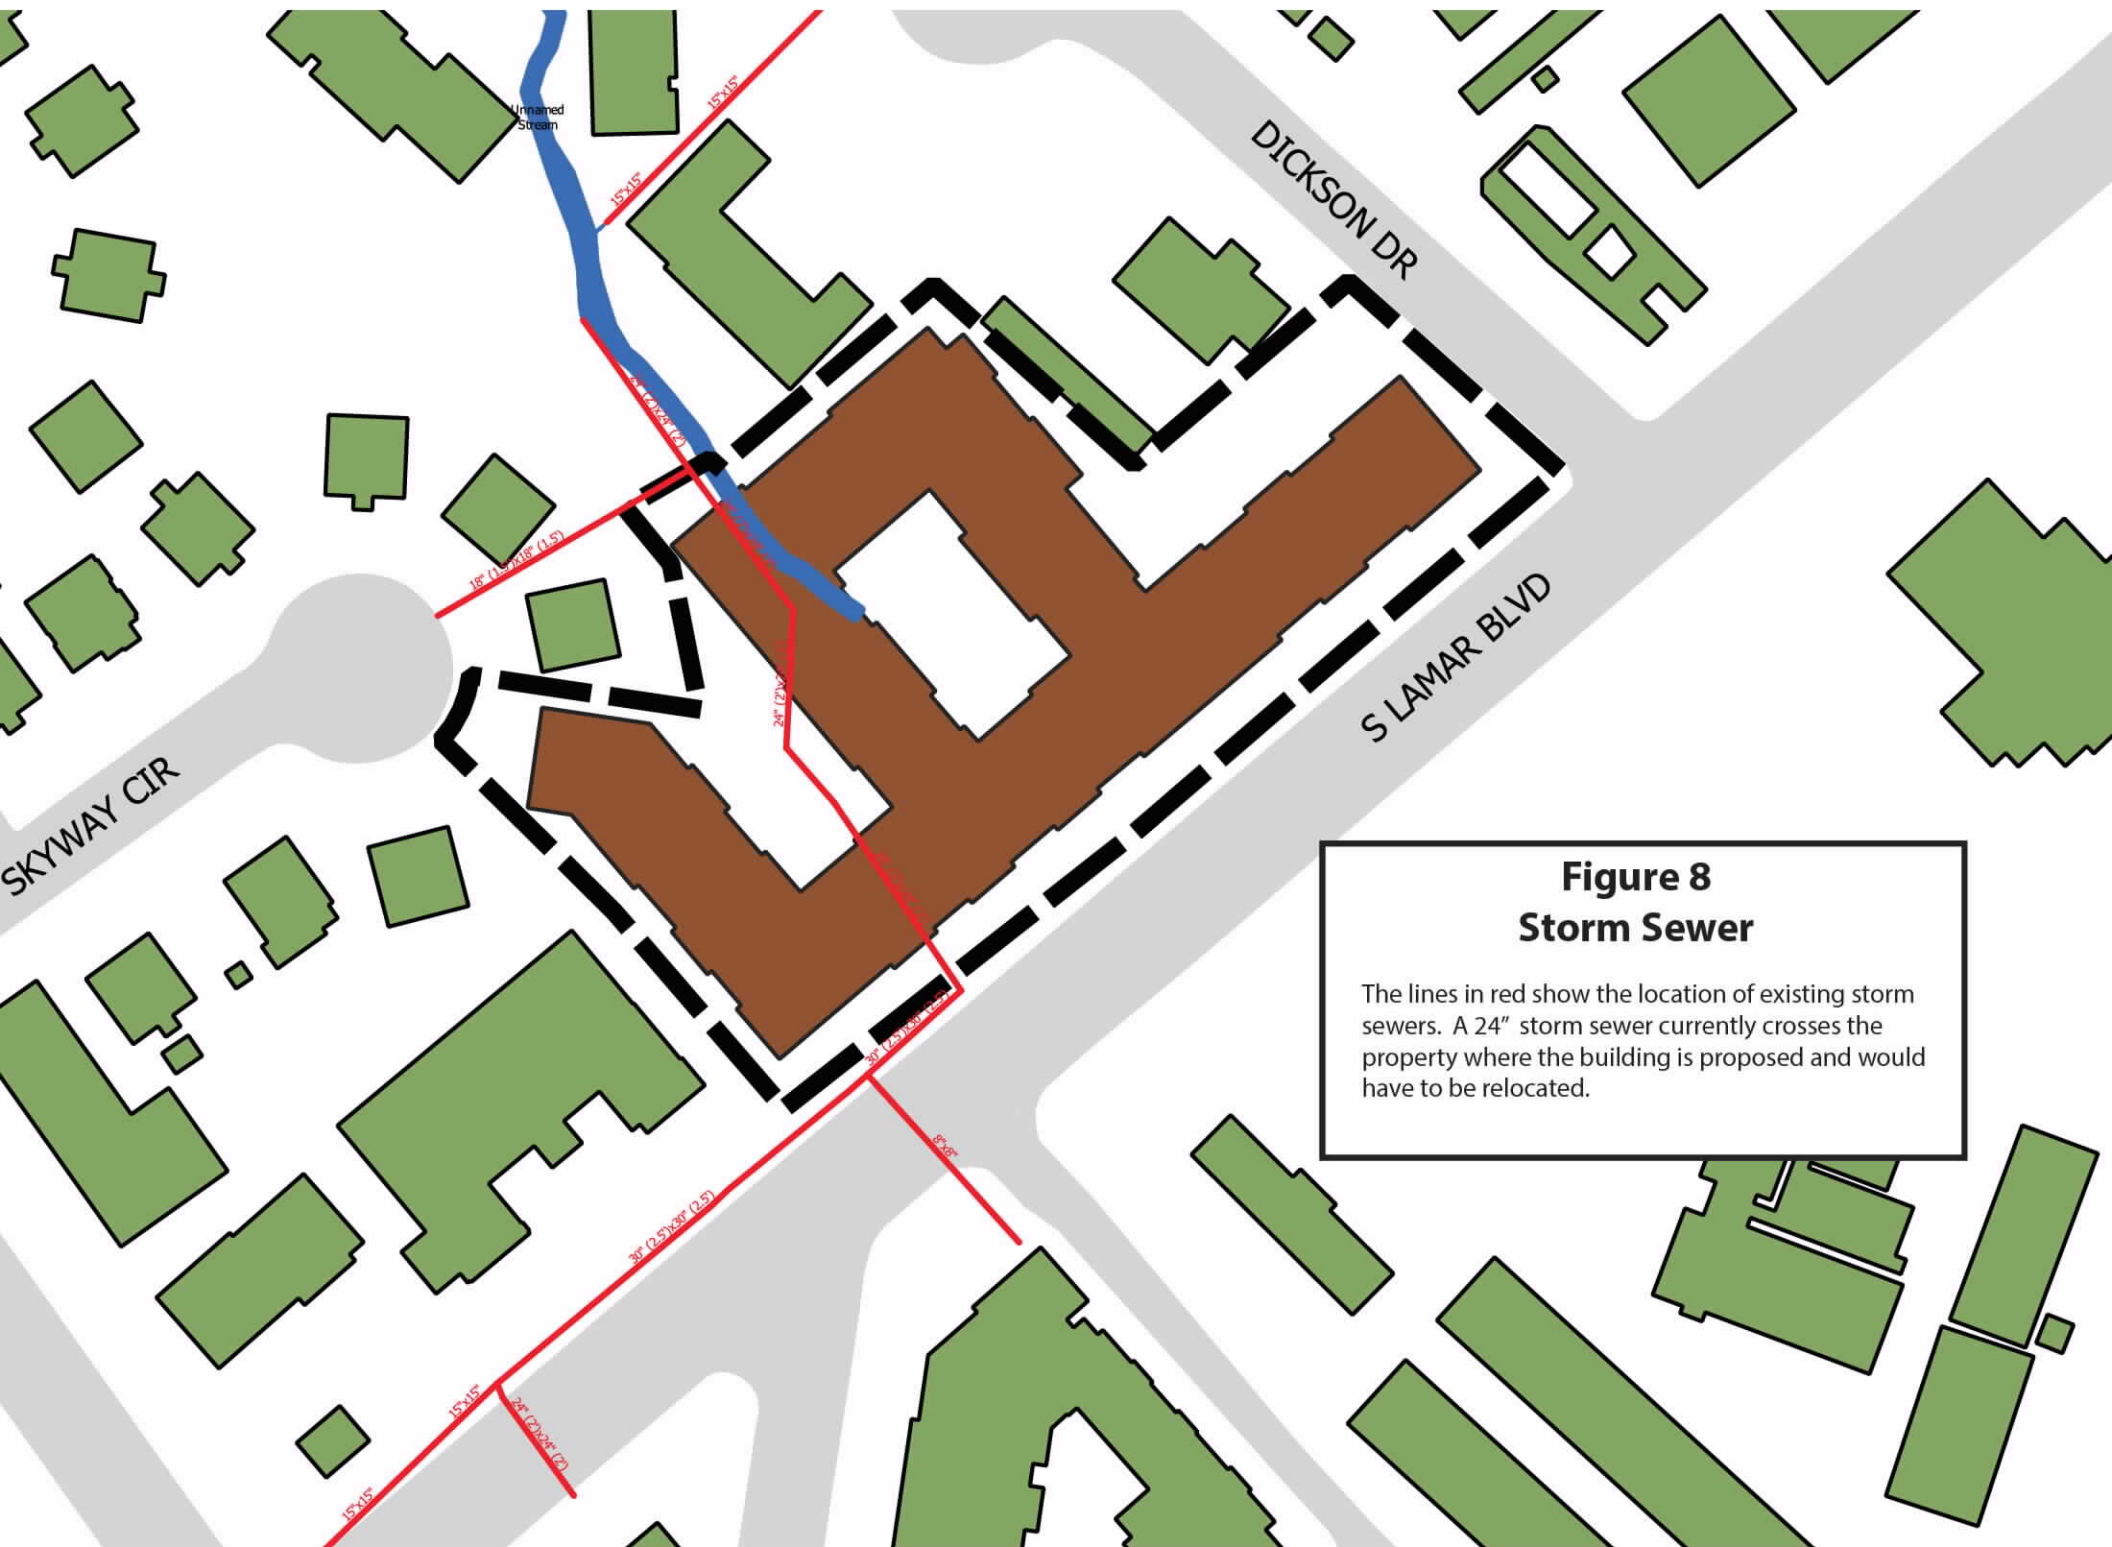 Unnamed
Stream
15"x15"
15"x15"
DICKSON DR
24" (2')x24" (2')
18" (1.5')x18" (1.5')
S LAMAR BLVD
SKYWAY CIR
30" (2.5')x30" (2.5')
8"x8"
30" (2.5')x30" (2.5')
15"x15"
24" (2')x24" (2')
15"x15"
Figure 8
Storm Sewer
The lines in red show the location of existing storm
sewers. A 24” storm sewer currently crosses the
property where the building is proposed and would
have to be relocated.